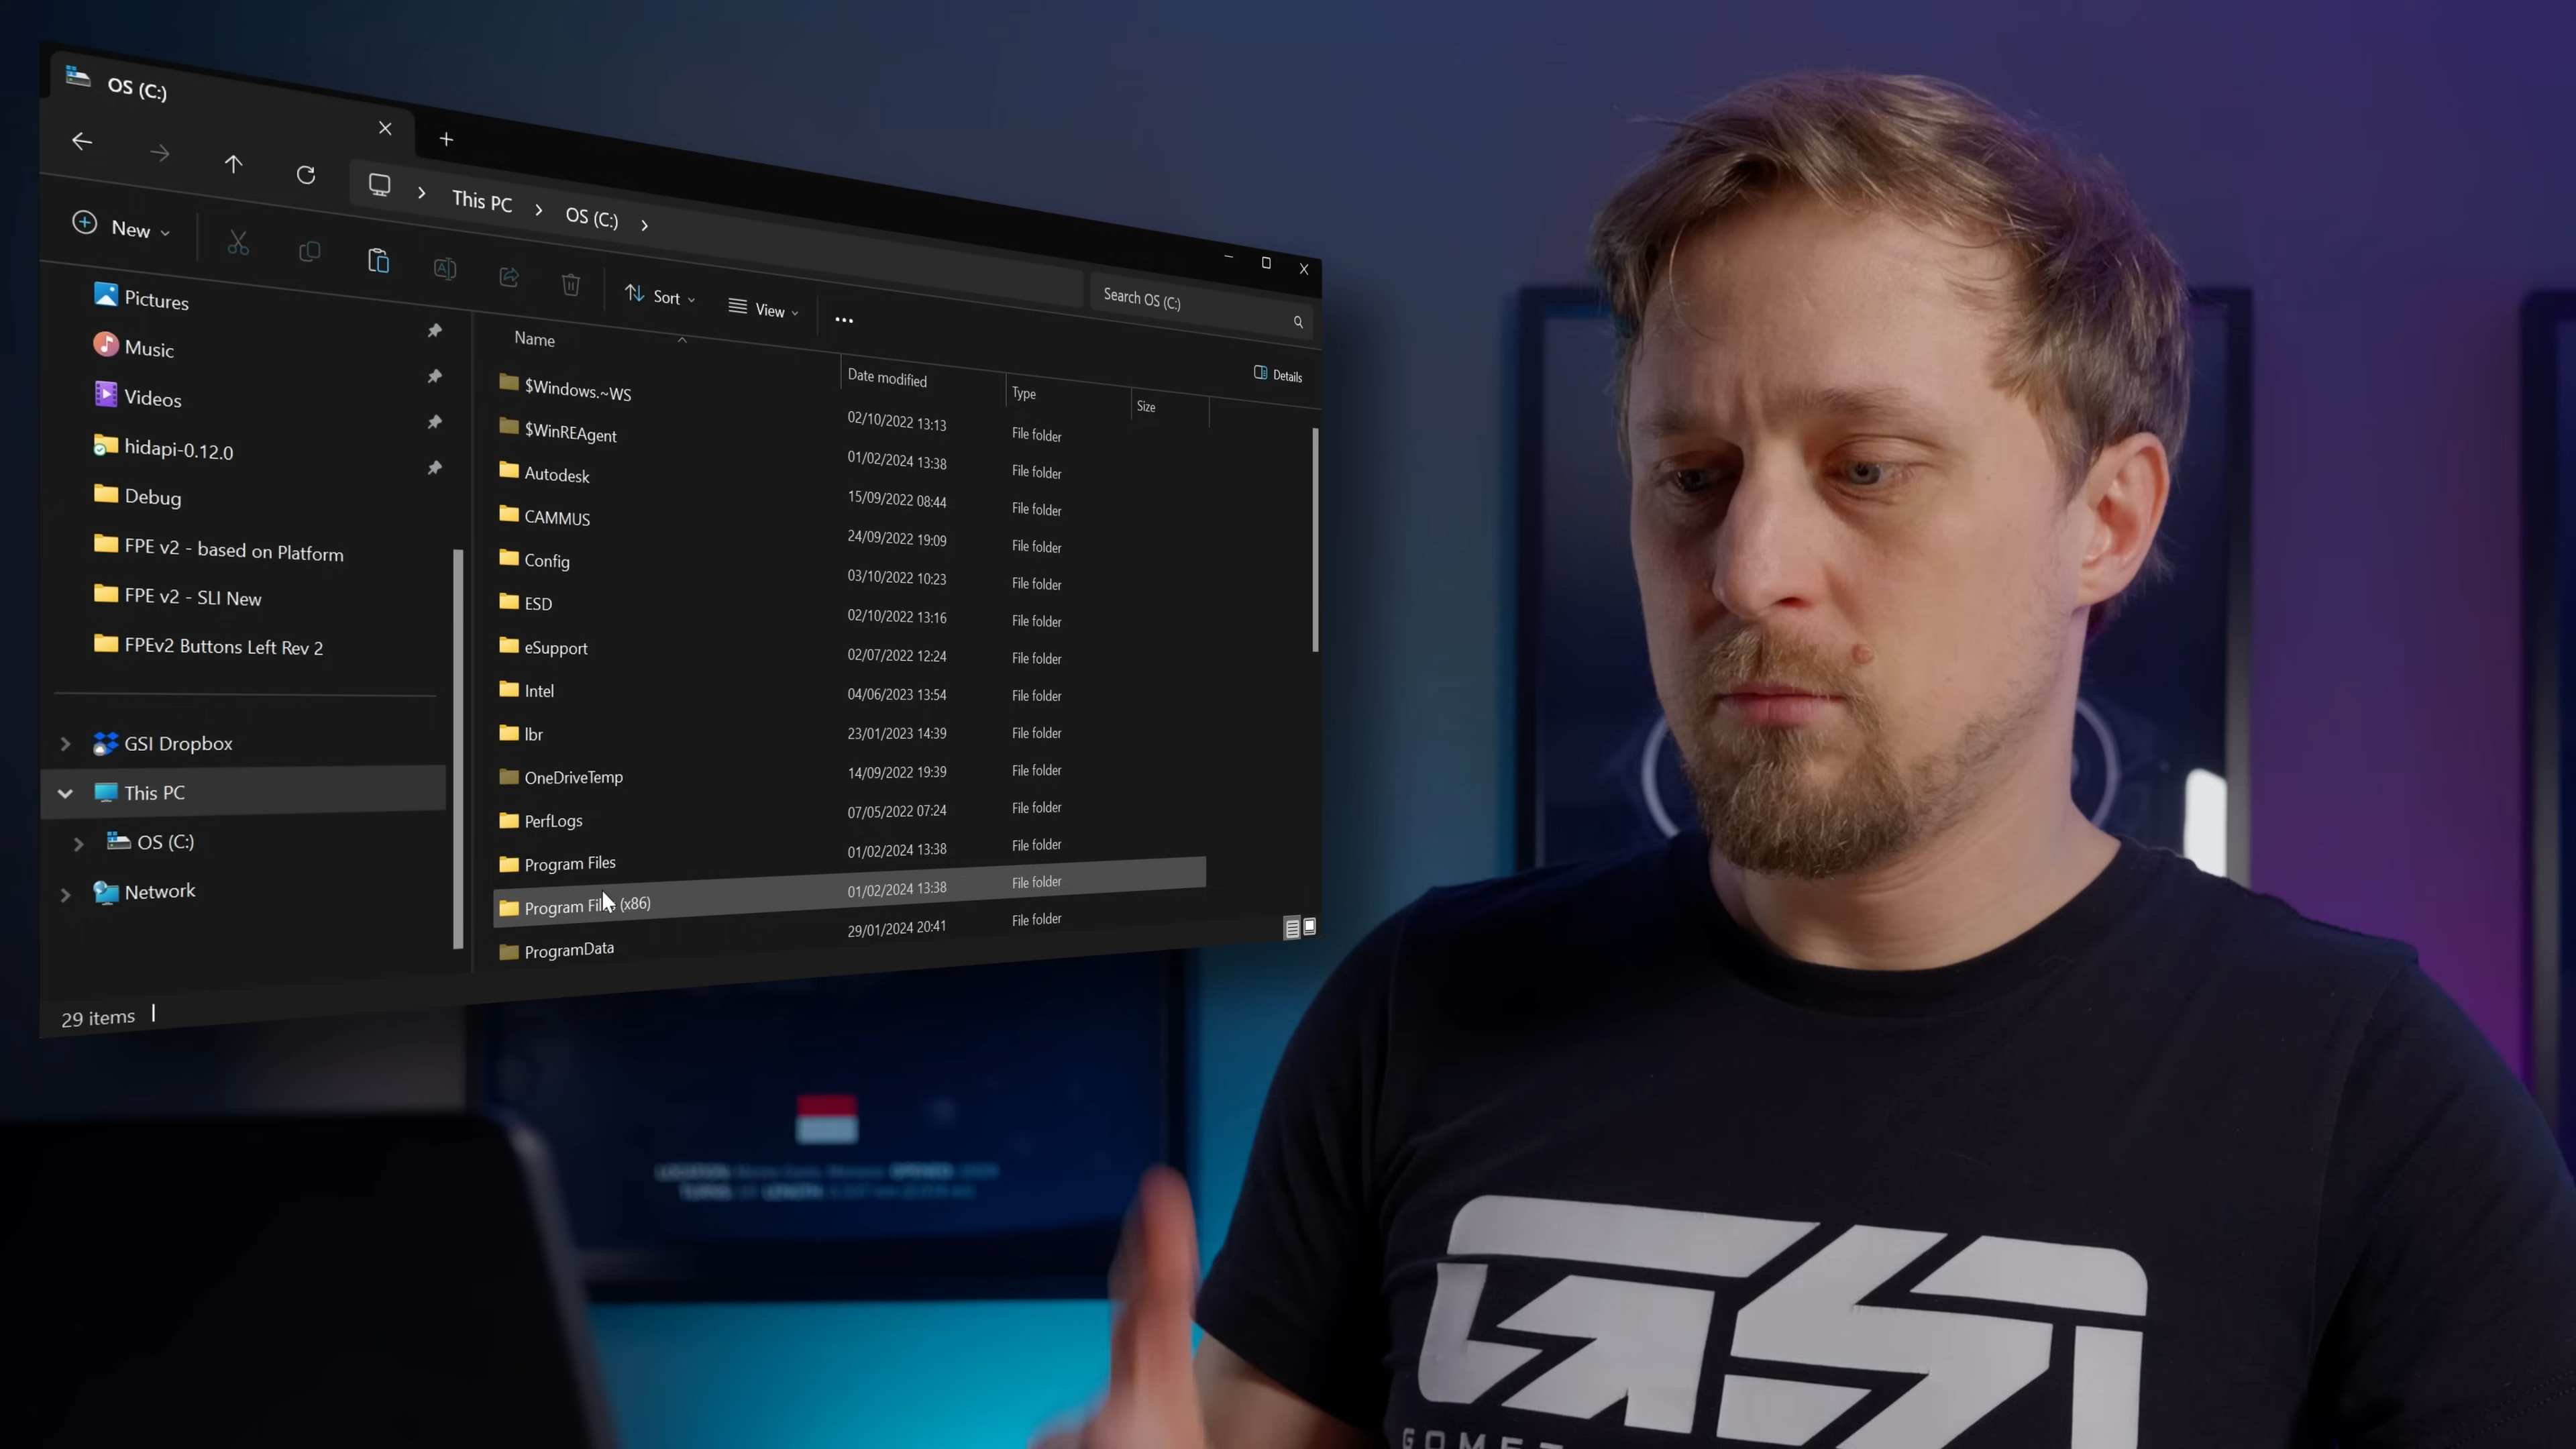 OS (C:)
This PC > OS (C:) >
Search OS (C:)
New
Sort
View
Details
Pictures
Music
Videos
hidapi-0.12.0
Debug
FPE v2 - based on Platform
FPE v2 - SLI New
FPEv2 Buttons Left Rev 2
GSI Dropbox
This PC
OS (C:)
Network
Name Date modified Type Size
$Windows.~WS 02/10/2022 13:13 File folder
$WinREAgent 01/02/2024 13:38 File folder
Autodesk 15/09/2022 08:44 File folder
CAMMUS 24/09/2022 19:09 File folder
Config 03/10/2022 10:23 File folder
ESD 02/10/2022 13:16 File folder
eSupport 02/07/2022 12:24 File folder
Intel 04/06/2023 13:54 File folder
lbr 23/01/2023 14:39 File folder
OneDriveTemp 14/09/2022 19:39 File folder
PerfLogs 07/05/2022 07:24 File folder
Program Files 01/02/2024 13:38 File folder
Program Files (x86) 01/02/2024 13:38 File folder
ProgramData 29/01/2024 20:41 File folder
29 items
GSI
GOMEZ